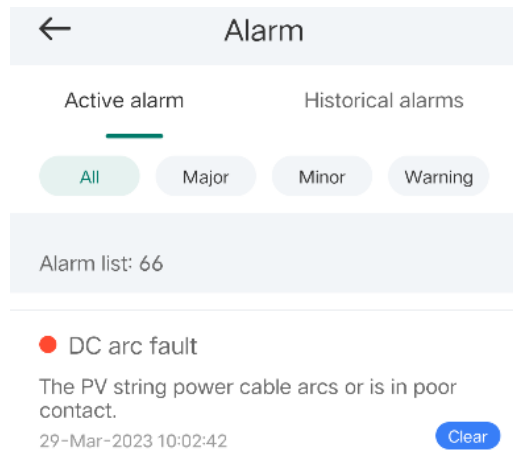 Alarm
Active alarm
Historical alarms
All
Major
Minor
Warning
Alarm list: 66
DC arc fault
The PV string power cable arcs or is in poor
contact.
29-Mar-2023 10:02:42
Clear